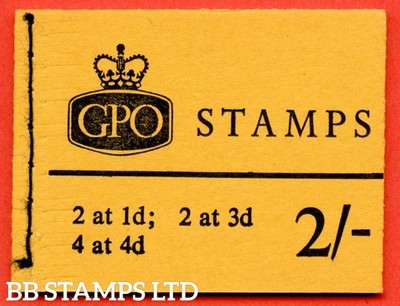 GPO STAMPS
2 at 1d; 2 at 3d
4 at 4d
2/-
BB STAMPS LTD